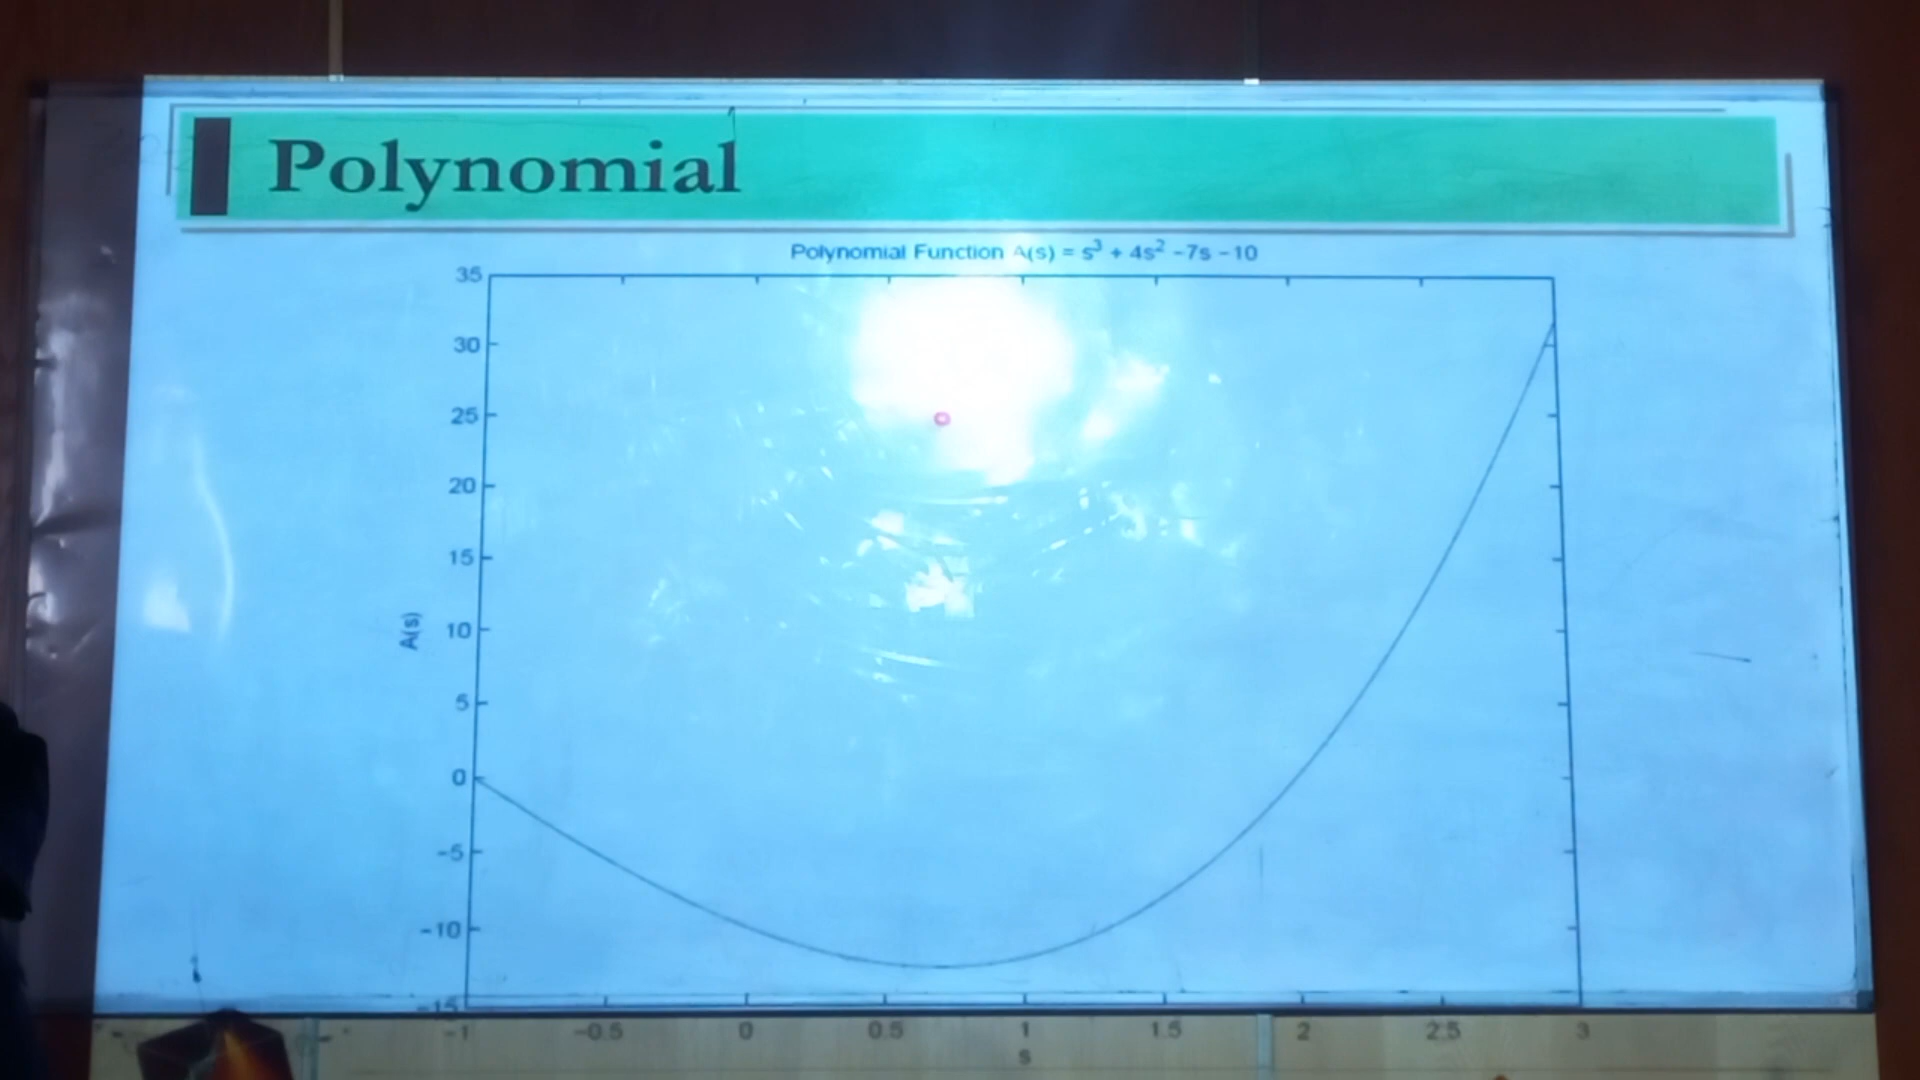 Polynomial
Polynomial Function A(s) = s³ + 4s² -7s -10
35
30
25
20
15
10
5
0
-5
-10
-15
A(s)
-1 -0.5 0 0.5 1 1.5 2 2.5 3
s